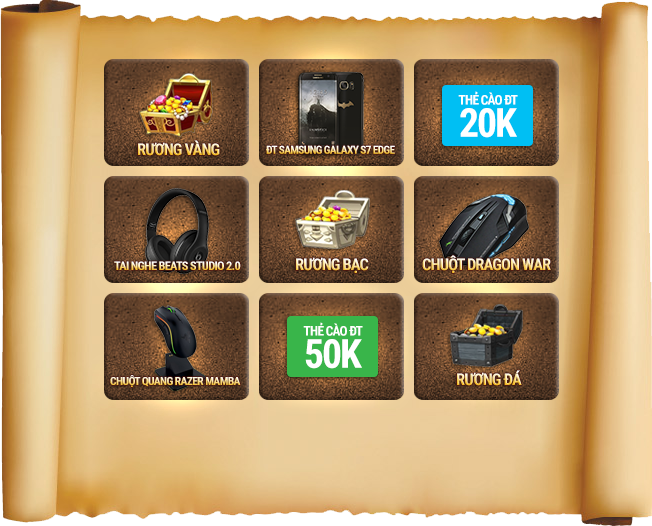 RƯƠNG VÀNG
ĐT SAMSUNG GALAXY S7 EDGE
THẺ CÀO ĐT
20K
TAI NGHE BEATS STUDIO 2.0
RƯƠNG BẠC
CHUỘT DRAGON WAR
CHUỘT QUANG RAZER MAMBA
THẺ CÀO ĐT
50K
RƯƠNG ĐÁ